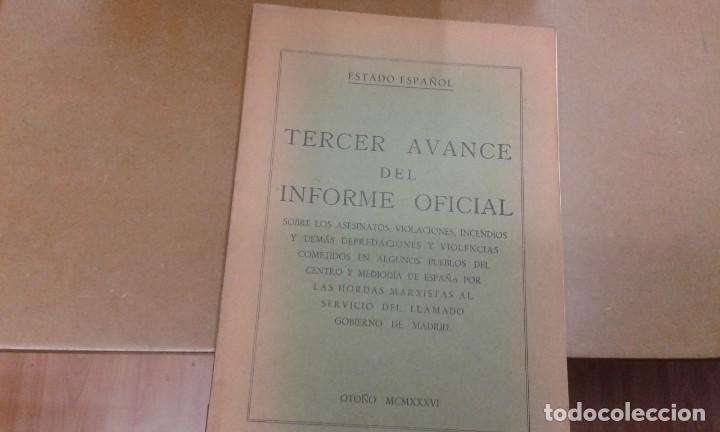 ESTADO ESPAÑOL
TERCER AVANCE
DEL
INFORME OFICIAL
SOBRE LOS ASESINATOS, VIOLACIONES, INCENDIOS
Y DEMÁS DEPREDACIONES Y VIOLENCIAS
COMETIDOS EN ALGUNOS PUEBLOS DEL
CENTRO Y MEDIODÍA DE ESPAÑA POR
LAS HORDAS MARXISTAS AL
SERVICIO DEL LLAMADO
GOBIERNO DE MADRID.
OTOÑO MCMXXXVI
todocoleccion